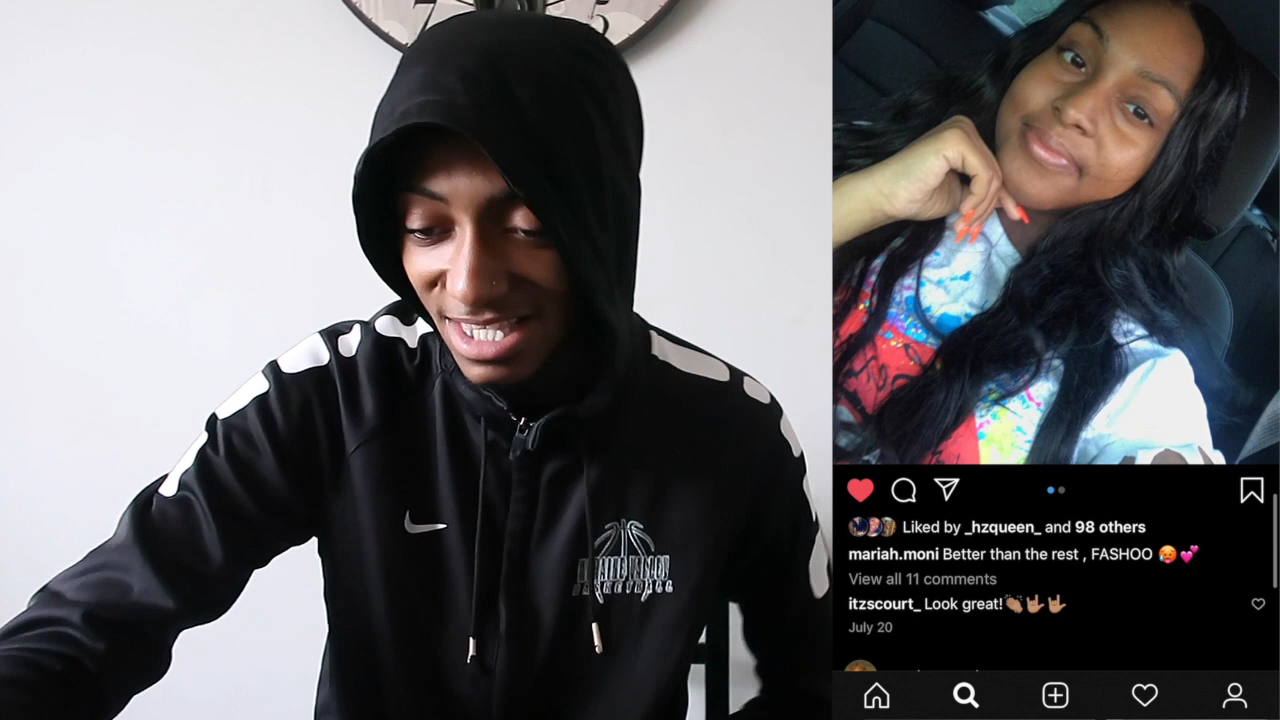 Liked by _hzqueen_ and 98 others
mariah.moni Better than the rest , FASHOO 🥵💕
View all 11 comments
itzscourt_ Look great!👏🏽🤟🏽🤟🏽
July 20
BASKETBALL